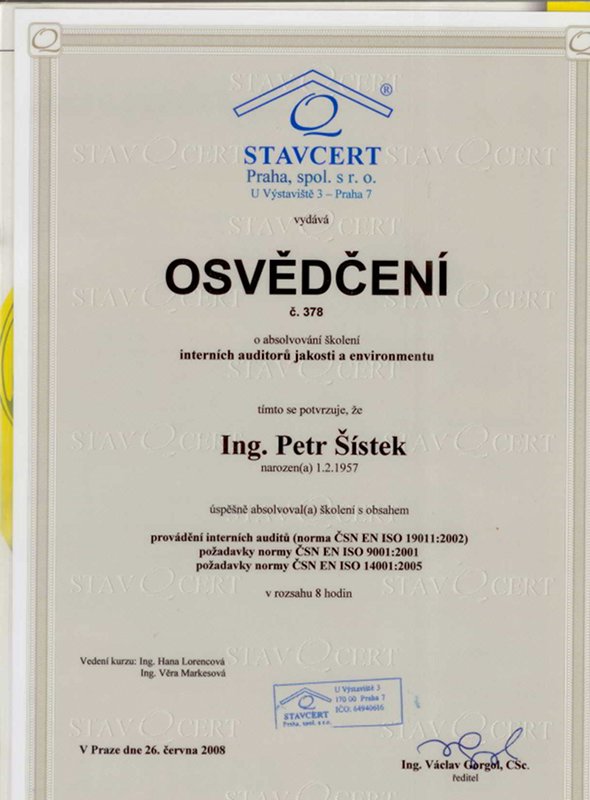 ®
STAVCERT
Praha, spol. s r. o.
U Výstaviště 3 – Praha 7
vydává
OSVĚDČENÍ
č. 378
o absolvování školení
interních auditorů jakosti a environmentu
tímto se potvrzuje, že
Ing. Petr Šístek
narozen(a) 1.2.1957
úspěšně absolvoval(a) školení s obsahem
provádění interních auditů (norma ČSN EN ISO 19011:2002)
požadavky normy ČSN EN ISO 9001:2001
požadavky normy ČSN EN ISO 14001:2005
v rozsahu 8 hodin
Vedení kurzu: Ing. Hana Lorencová
Ing. Věra Markesová
STAVCERT
Praha, spol. s r.o.
U Výstaviště 3
170 00 Praha 7
IČO: 64940616
V Praze dne 26. června 2008
Ing. Václav Gorgol, CSc.
ředitel